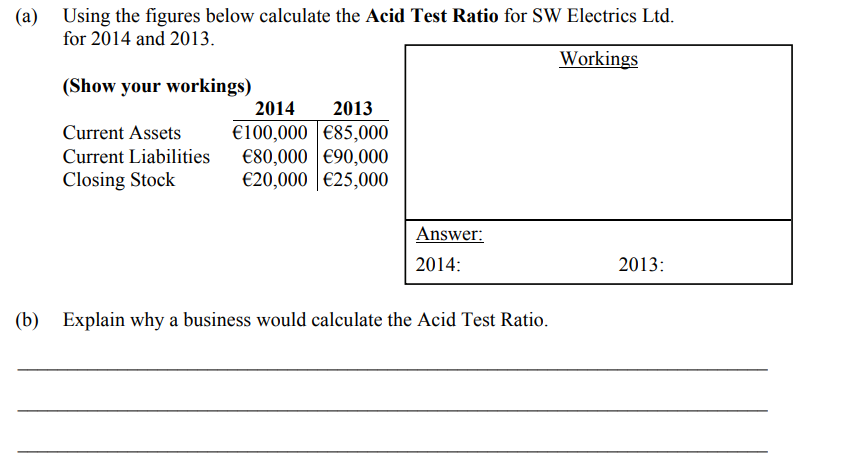 (a) Using the figures below calculate the Acid Test Ratio for SW Electrics Ltd.
for 2014 and 2013.
Workings
(Show your workings)
2014 2013
Current Assets €100,000 €85,000
Current Liabilities €80,000 €90,000
Closing Stock €20,000 €25,000
Answer:
2014: 2013:
(b) Explain why a business would calculate the Acid Test Ratio.